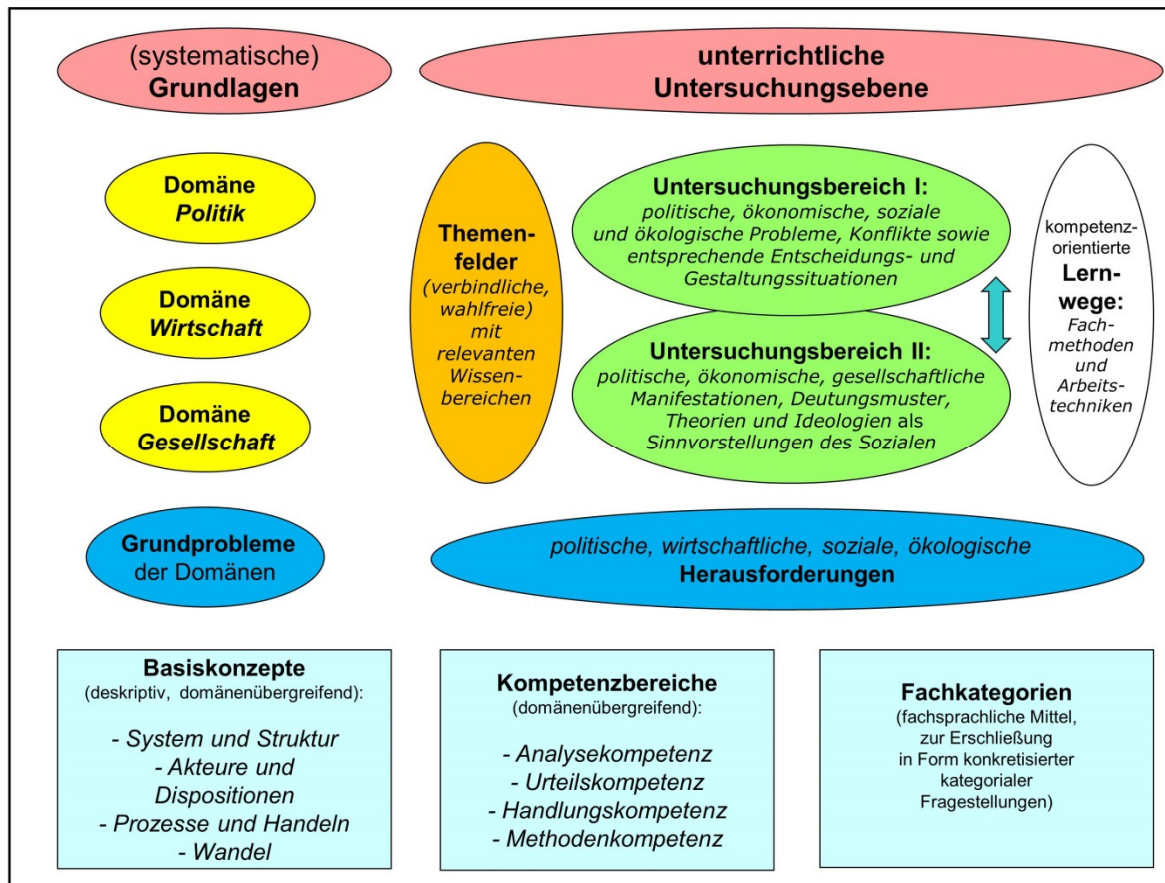 (systematische)
Grundlagen
unterrichtliche
Untersuchungsebene
Domäne
Politik
Domäne
Wirtschaft
Domäne
Gesellschaft
Themen-
felder
(verbindliche,
wahlfreie)
mit
relevanten
Wissen-
bereichen
Untersuchungsbereich I:
politische, ökonomische, soziale
und ökologische Probleme, Konflikte sowie
entsprechende Entscheidungs- und
Gestaltungssituationen
Untersuchungsbereich II:
politische, ökonomische, gesellschaftliche
Manifestationen, Deutungsmuster,
Theorien und Ideologien als
Sinnvorstellungen des Sozialen
kompetenz-
orientierte
Lern-
wege:
Fach-
methoden
und
Arbeits-
techniken
Grundprobleme
der Domänen
politische, wirtschaftliche, soziale, ökologische
Herausforderungen
Basiskonzepte
(deskriptiv, domänenübergreifend):
- System und Struktur
- Akteure und
Dispositionen
- Prozesse und Handeln
- Wandel
Kompetenzbereiche
(domänenübergreifend):
- Analysekompetenz
- Urteilskompetenz
- Handlungskompetenz
- Methodenkompetenz
Fachkategorien
(fachsprachliche Mittel,
zur Erschließung
in Form konkretisierter
kategorialer
Fragestellungen)